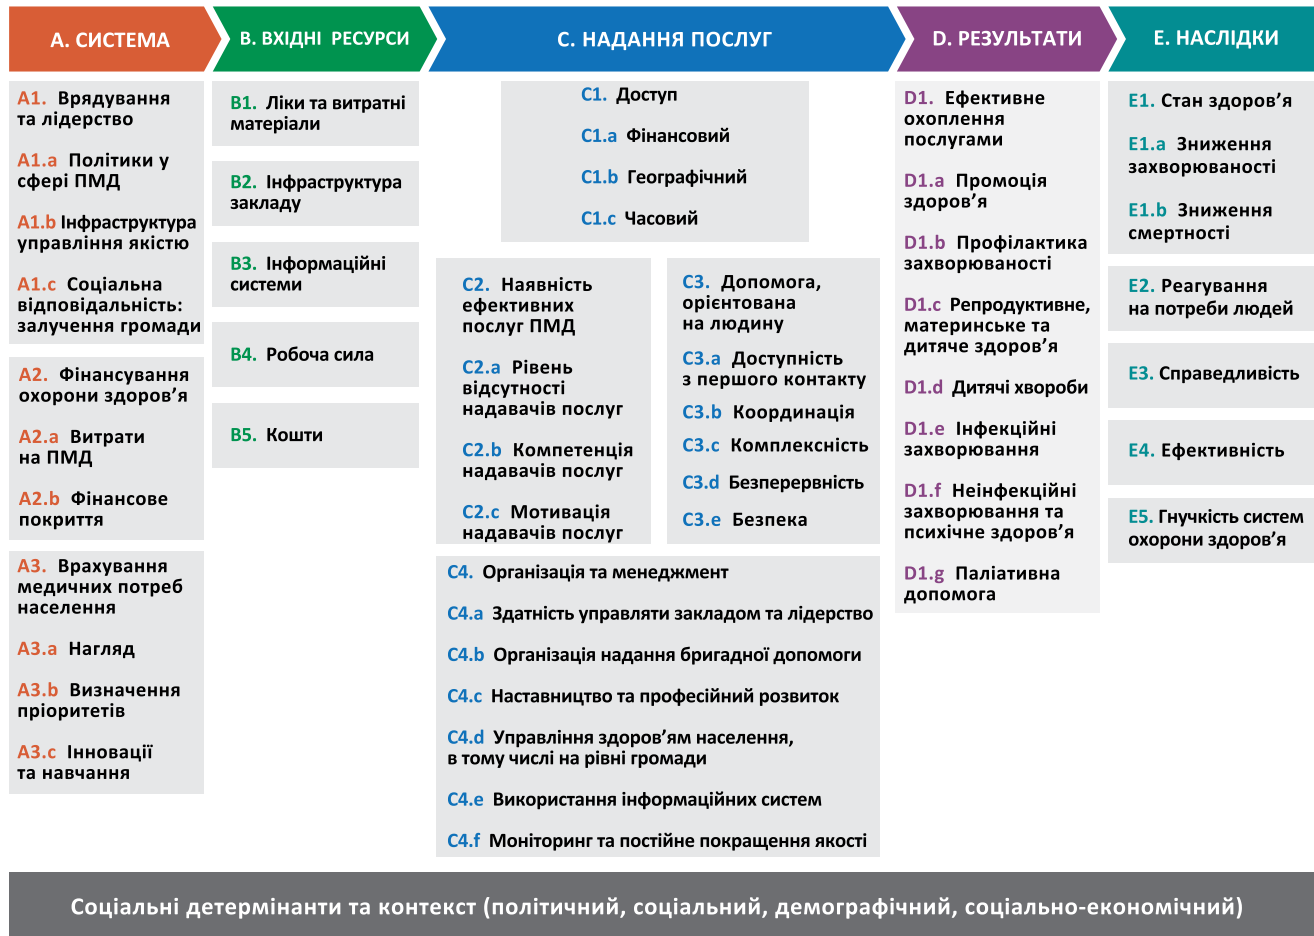 А. СИСТЕМА
B. ВХІДНІ РЕСУРСИ
C. НАДАННЯ ПОСЛУГ
D. РЕЗУЛЬТАТИ
E. НАСЛІДКИ
A1. Врядування
та лідерство
A1.a Політики у
сфері ПМД
A1.b Інфраструктура
управління якістю
A1.c Соціальна
відповідальність:
залучення громади
A2. Фінансування
охорони здоров’я
A2.a Витрати
на ПМД
A2.b Фінансове
покриття
A3. Врахування
медичних потреб
населення
A3.a Нагляд
A3.b Визначення
пріоритетів
A3.c Інновації
та навчання
B1. Ліки та витратні
матеріали
B2. Інфраструктура
закладу
B3. Інформаційні
системи
B4. Робоча сила
B5. Кошти
C1. Доступ
C1.a Фінансовий
C1.b Географічний
C1.c Часовий
C2. Наявність
ефективних
послуг ПМД
C2.a Рівень
відсутності
надавачів послуг
C2.b Компетенція
надавачів послуг
C2.c Мотивація
надавачів послуг
C3. Допомога,
орієнтована
на людину
C3.a Доступність
з першого контакту
C3.b Координація
C3.c Комплексність
C3.d Безперервність
C3.e Безпека
C4. Організація та менеджмент
C4.a Здатність управляти закладом та лідерство
C4.b Організація надання бригадної допомоги
C4.c Наставництво та професійний розвиток
C4.d Управління здоров’ям населення,
в тому числі на рівні громади
C4.e Використання інформаційних систем
C4.f Моніторинг та постійне покращення якості
D1. Ефективне
охоплення
послугами
D1.a Промоція
здоров’я
D1.b Профілактика
захворюваності
D1.c Репродуктивне,
материнське та
дитяче здоров’я
D1.d Дитячі хвороби
D1.e Інфекційні
захворювання
D1.f Неінфекційні
захворювання та
психічне здоров’я
D1.g Паліативна
допомога
E1. Стан здоров’я
E1.a Зниження
захворюваності
E1.b Зниження
смертності
E2. Реагування
на потреби людей
E3. Справедливість
E4. Ефективність
E5. Гнучкість систем
охорони здоров’я
Соціальні детермінанти та контекст (політичний, соціальний, демографічний, соціально-економічний)